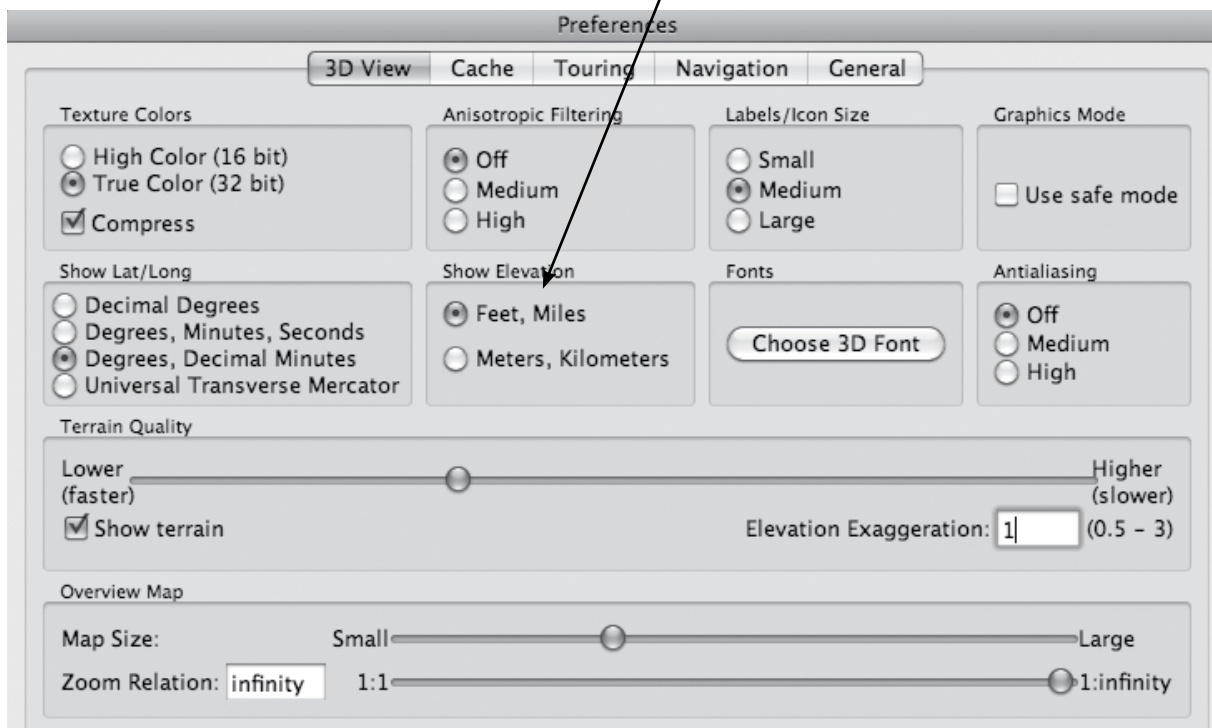 Preferences
3D View Cache Touring Navigation General
Texture Colors
High Color (16 bit)
True Color (32 bit)
Compress
Anisotropic Filtering
Off
Medium
High
Labels/Icon Size
Small
Medium
Large
Graphics Mode
Use safe mode
Show Lat/Long
Decimal Degrees
Degrees, Minutes, Seconds
Degrees, Decimal Minutes
Universal Transverse Mercator
Show Elevation
Feet, Miles
Meters, Kilometers
Fonts
Choose 3D Font
Antialiasing
Off
Medium
High
Terrain Quality
Lower
(faster)
Higher
(slower)
Show terrain
Elevation Exaggeration: 1 (0.5 – 3)
Overview Map
Map Size: Small Large
Zoom Relation: infinity 1:1 1:infinity